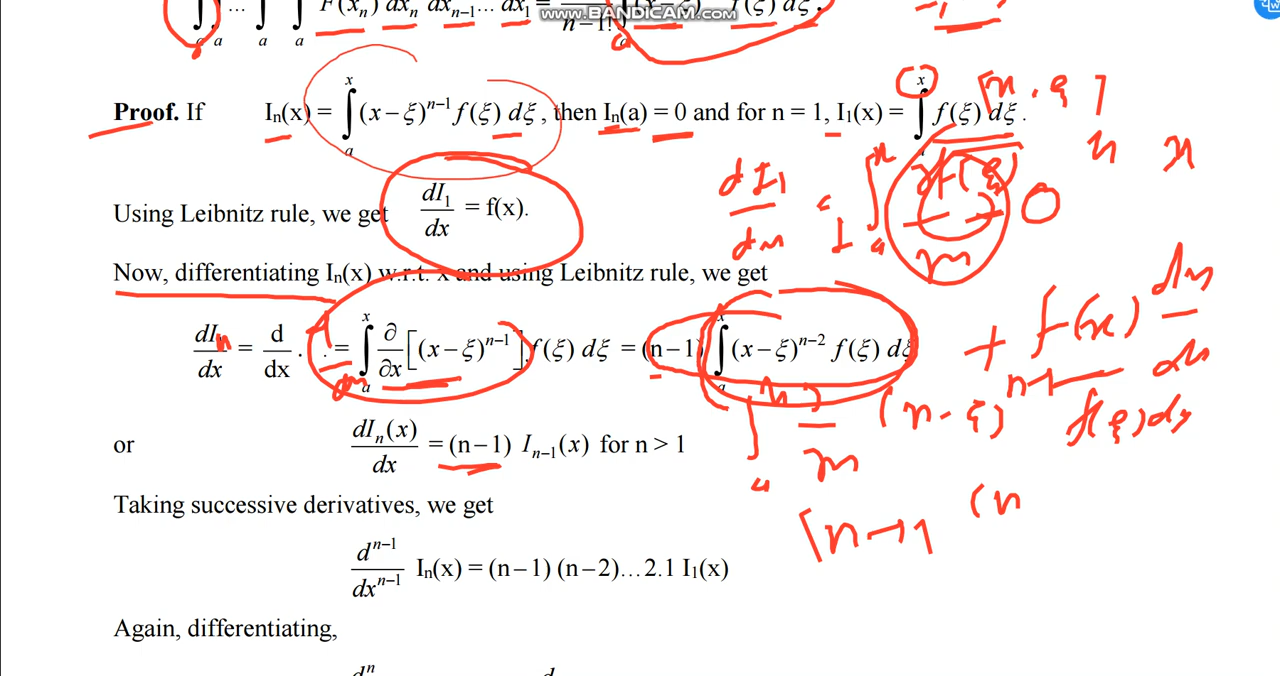 ∫∫ ... ∫ ∫ F(xₙ) dxₙ dxₙ₋₁ ... dx₁ = n−1! f(ξ) dξ.
a a a a
www.BANDICAM.com
Proof. If Iₙ(x) = ∫ₐˣ (x−ξ)ⁿ⁻¹ f(ξ) dξ, then Iₙ(a) = 0 and for n = 1, I₁(x) = ∫ˣ f(ξ) dξ.
[x . ξ]
x x
dI₁/dx = ∫ₐˣ ∂f(ξ)/∂x 0
Using Leibnitz rule, we get dI₁/dx = f(x).
Now, differentiating Iₙ(x) w.r.t. x and using Leibnitz rule, we get
dIₙ/dx = d/dx . = ∫ₐˣ ∂/∂x [(x−ξ)ⁿ⁻¹] f(ξ) dξ = (n−1) ∫ₐˣ (x−ξ)ⁿ⁻² f(ξ) dξ
+ f(x) dx/dx
∫ₐˣ ∂/∂x (x-ξ)ⁿ⁻¹ f(ξ) dξ
or dIₙ(x)/dx = (n−1) Iₙ₋₁(x) for n > 1
[n-1] (x
Taking successive derivatives, we get
dⁿ⁻¹/dxⁿ⁻¹ Iₙ(x) = (n−1) (n−2)…2.1 I₁(x)
Again, differentiating,
dⁿ d